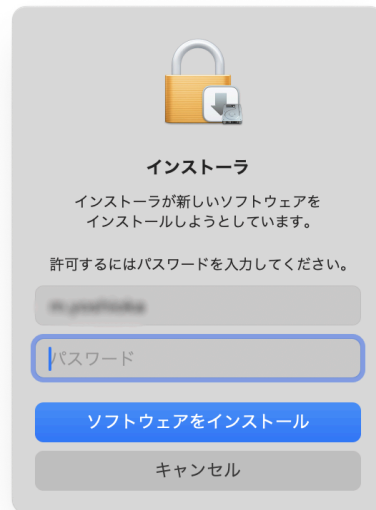 インストーラ
インストーラが新しいソフトウェアを
インストールしようとしています。
許可するにはパスワードを入力してください。
パスワード
ソフトウェアをインストール
キャンセル